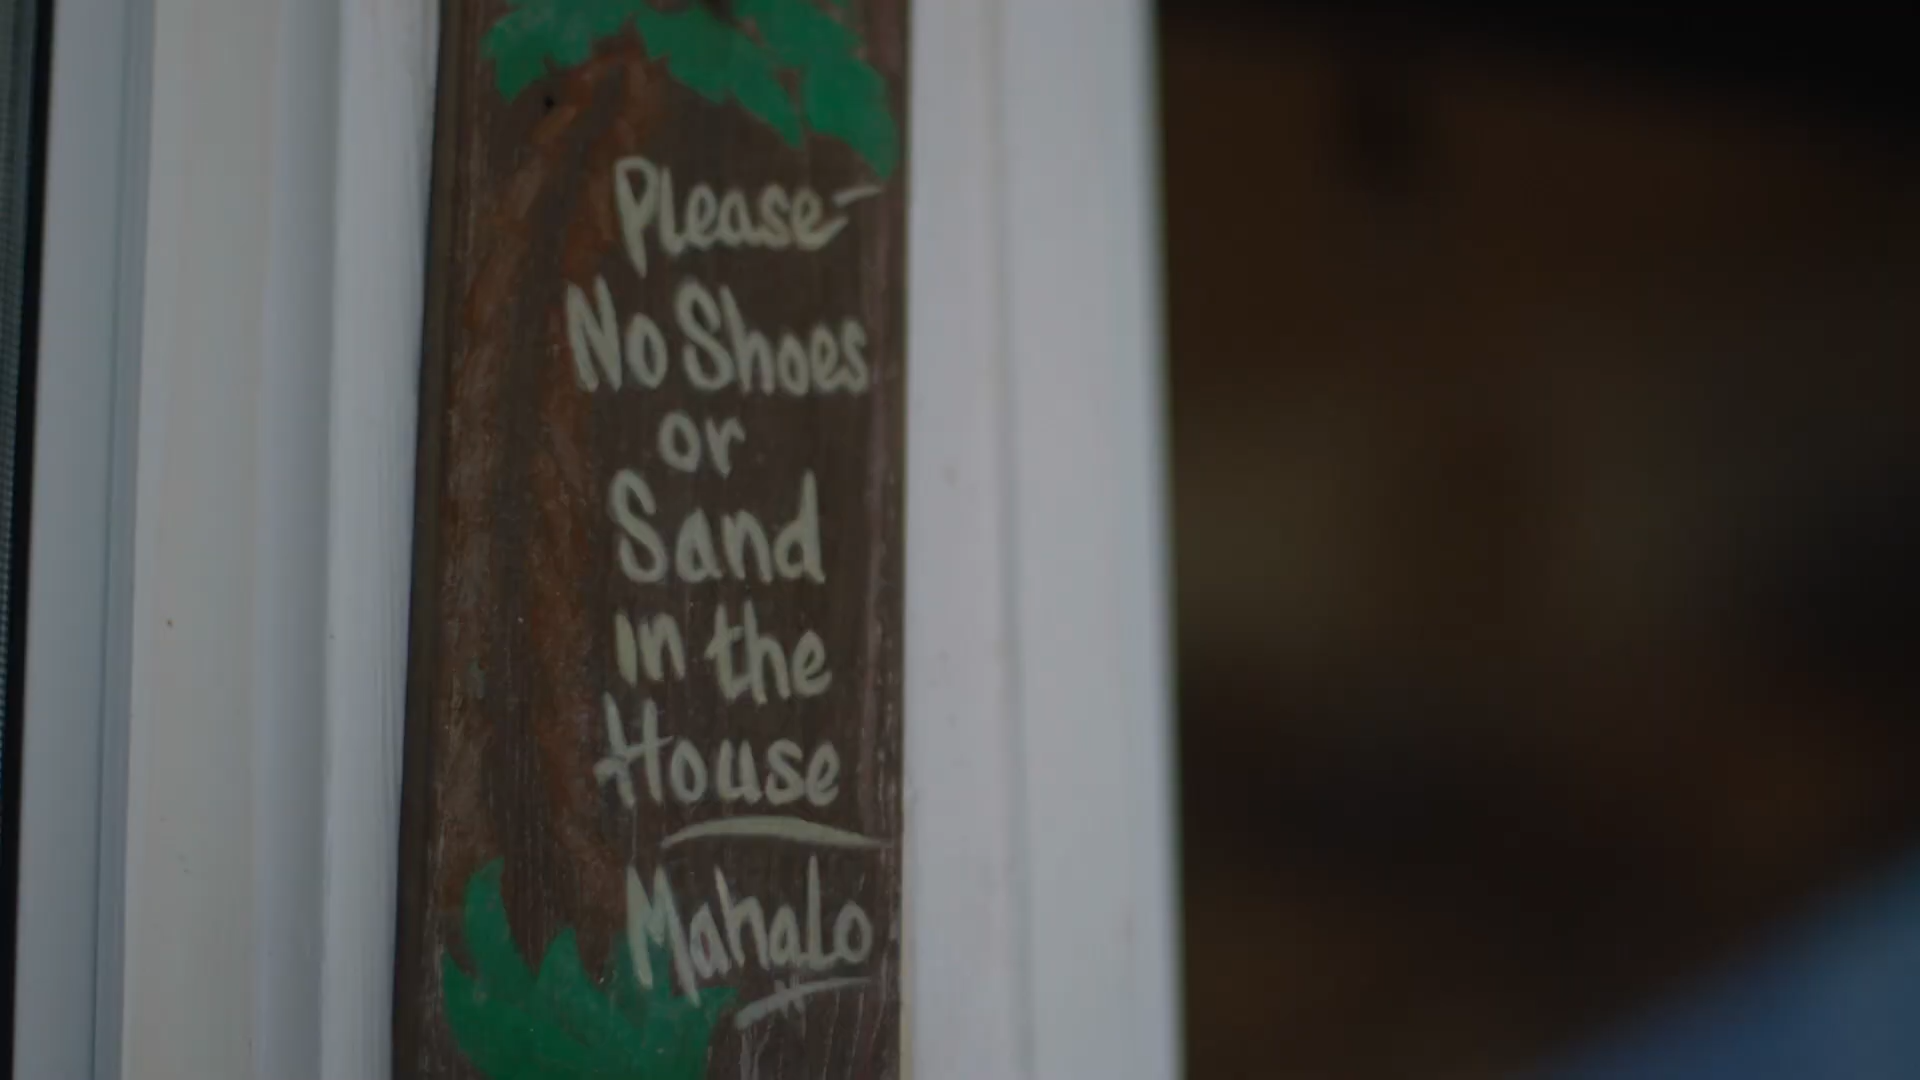 Please-
No Shoes
or
Sand
in the
House
Mahalo